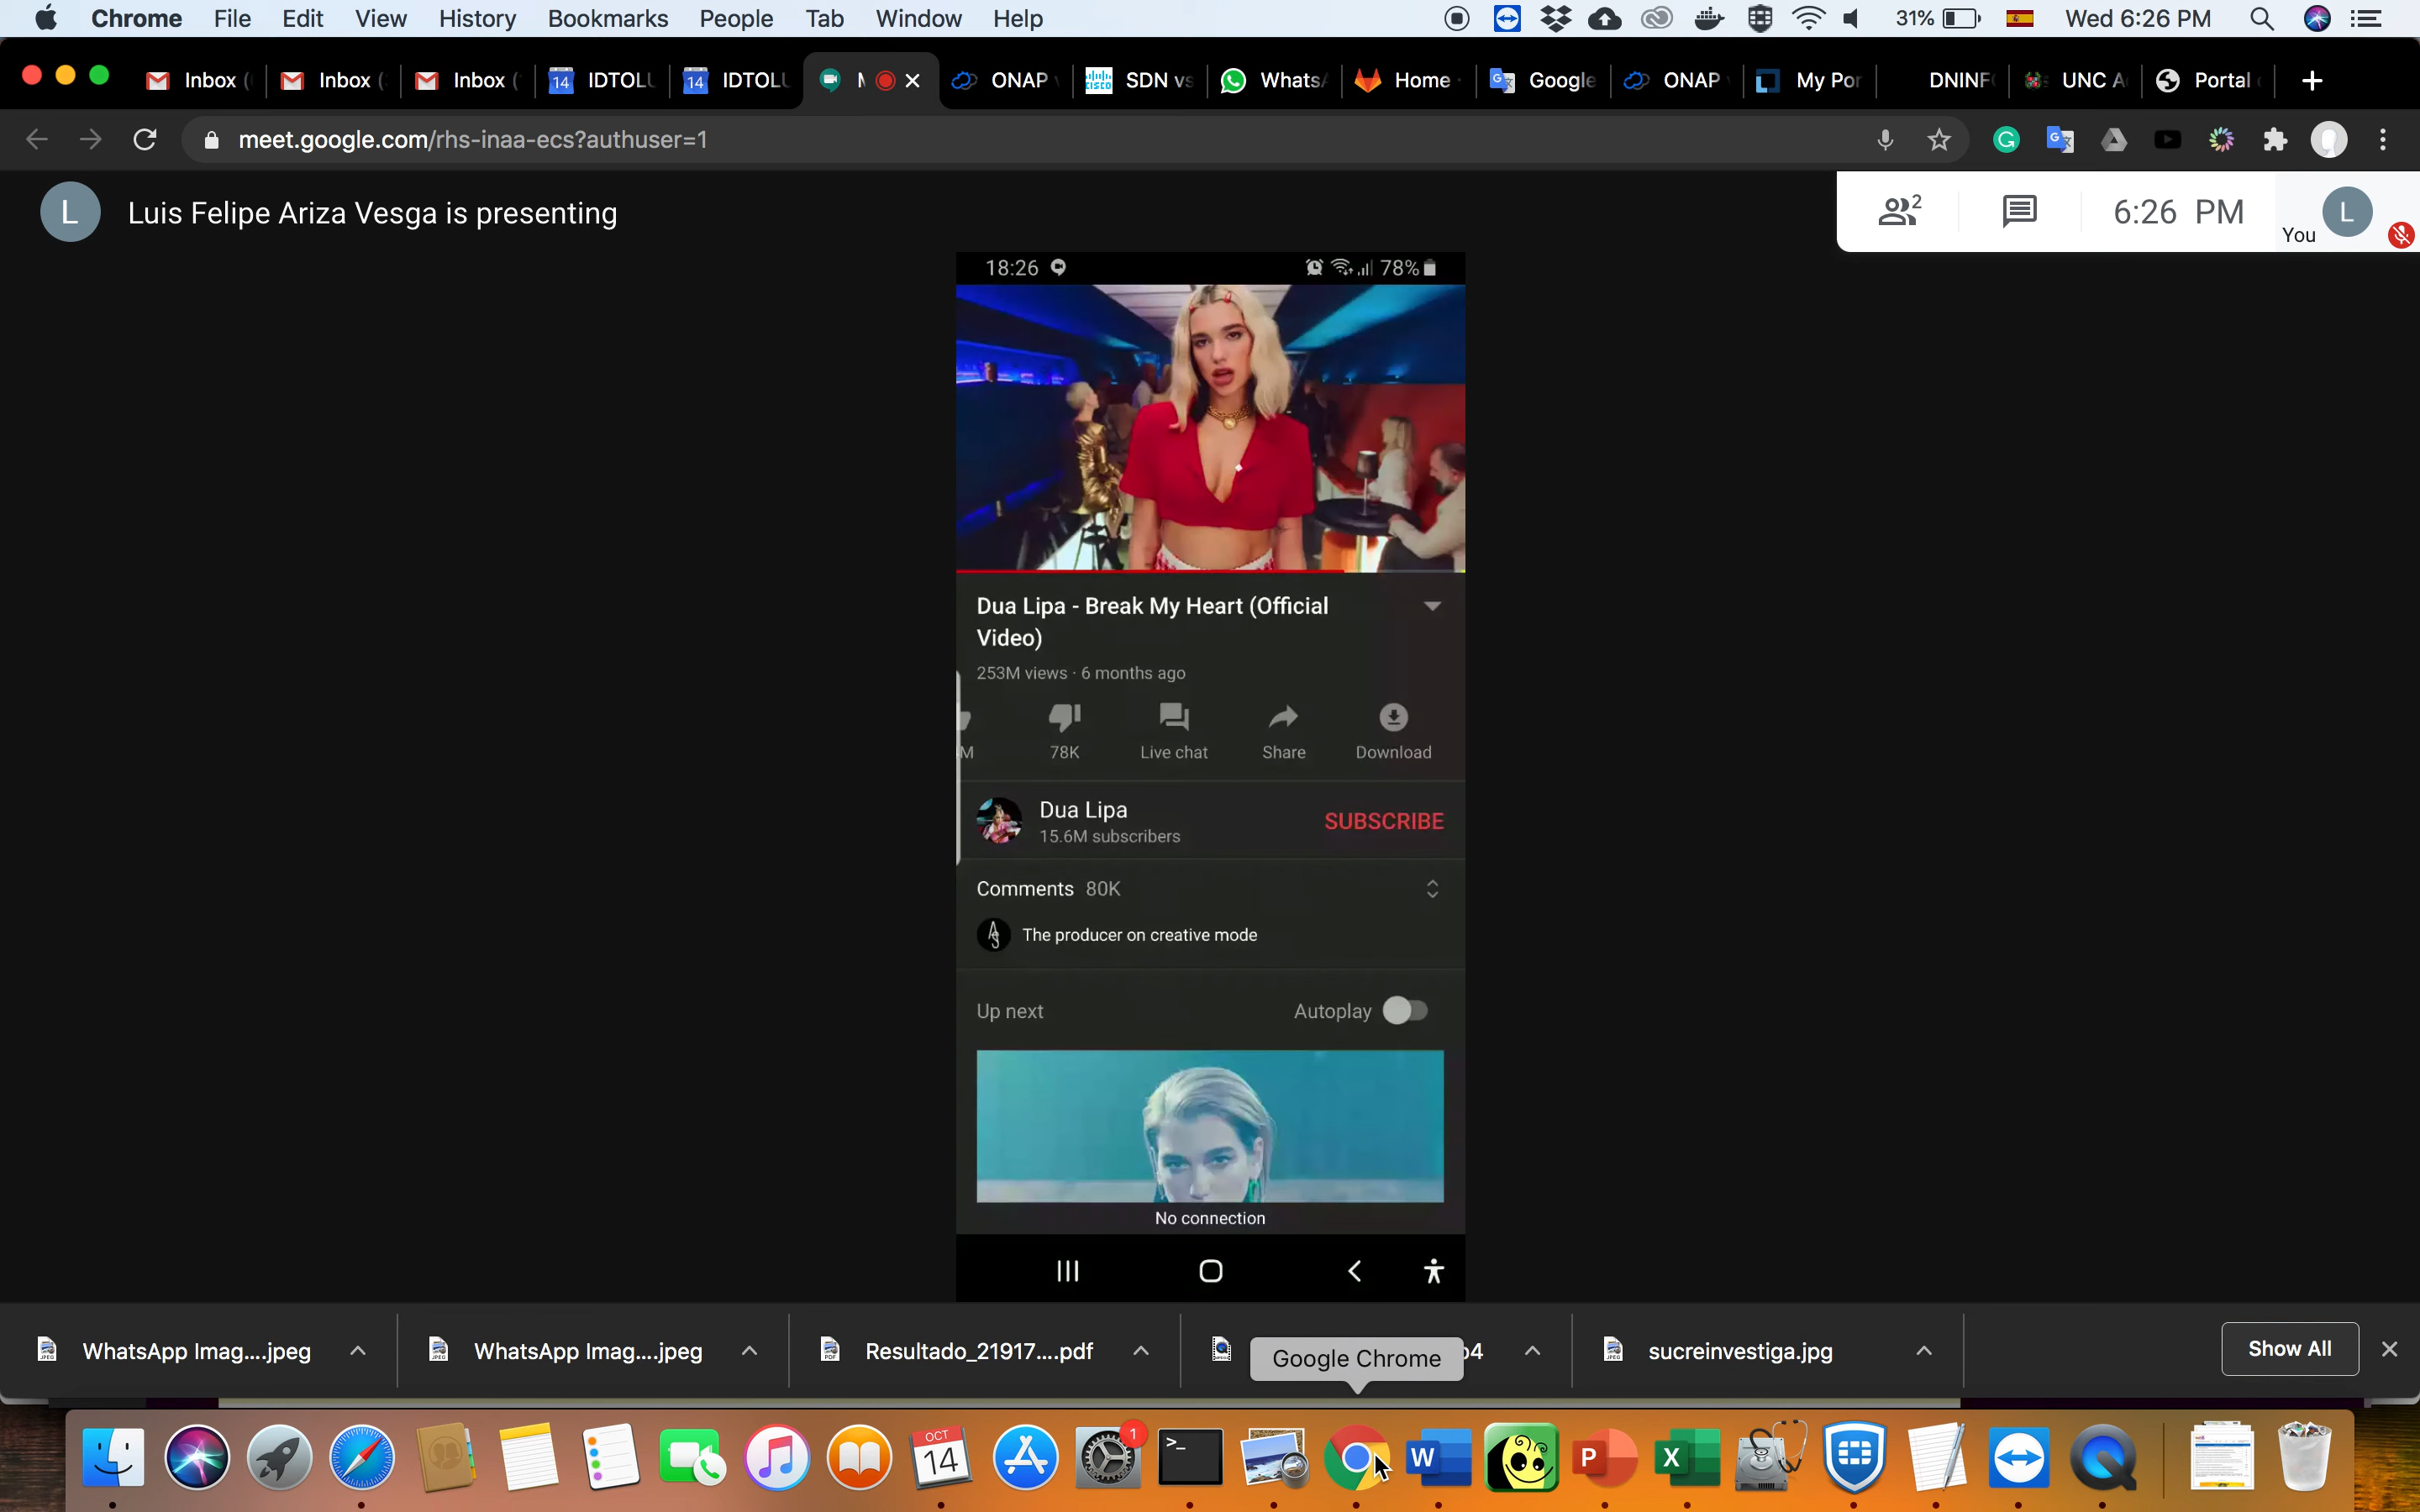 Chrome File Edit View History Bookmarks People Tab Window Help 31% Wed 6:26 PM
Inbox ( Inbox ( Inbox ( 14 IDTOLU 14 IDTOLU ONAP CISCO SDN vs WhatsA Home Google ONAP My Por DNINF UNC A Portal
meet.google.com/rhs-inaa-ecs?authuser=1
L Luis Felipe Ariza Vesga is presenting
2 6:26 PM L
You
18:26 78%
Dua Lipa - Break My Heart (Official
Video)
253M views · 6 months ago
M 78K Live chat Share Download
Dua Lipa
15.6M subscribers
SUBSCRIBE
Comments 80K
The producer on creative mode
Up next Autoplay
No connection
WhatsApp Imag....jpeg WhatsApp Imag....jpeg Resultado_21917....pdf sucreinvestiga.jpg Show All
Google Chrome
OCT
14
1
W P X